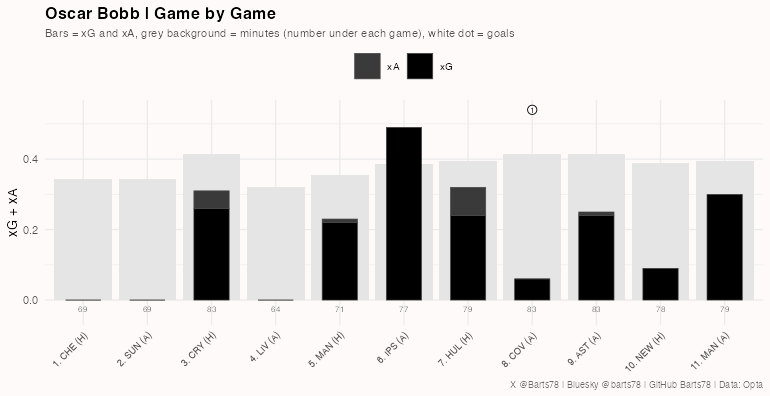 Oscar Bobb | Game by Game
Bars = xG and xA, grey background = minutes (number under each game), white dot = goals
xA xG
1
xG + xA
0.4
0.2
0.0
69 69 83 64 71 77 79 83 83 78 79
1. CHE (H)
2. SUN (A)
3. CRY (H)
4. LIV (A)
5. MAN (H)
6. IPS (A)
7. HUL (H)
8. COV (A)
9. AST (A)
10. NEW (H)
11. MAN (A)
X @Barts78 | Bluesky @barts78 | GitHub Barts78 | Data: Opta